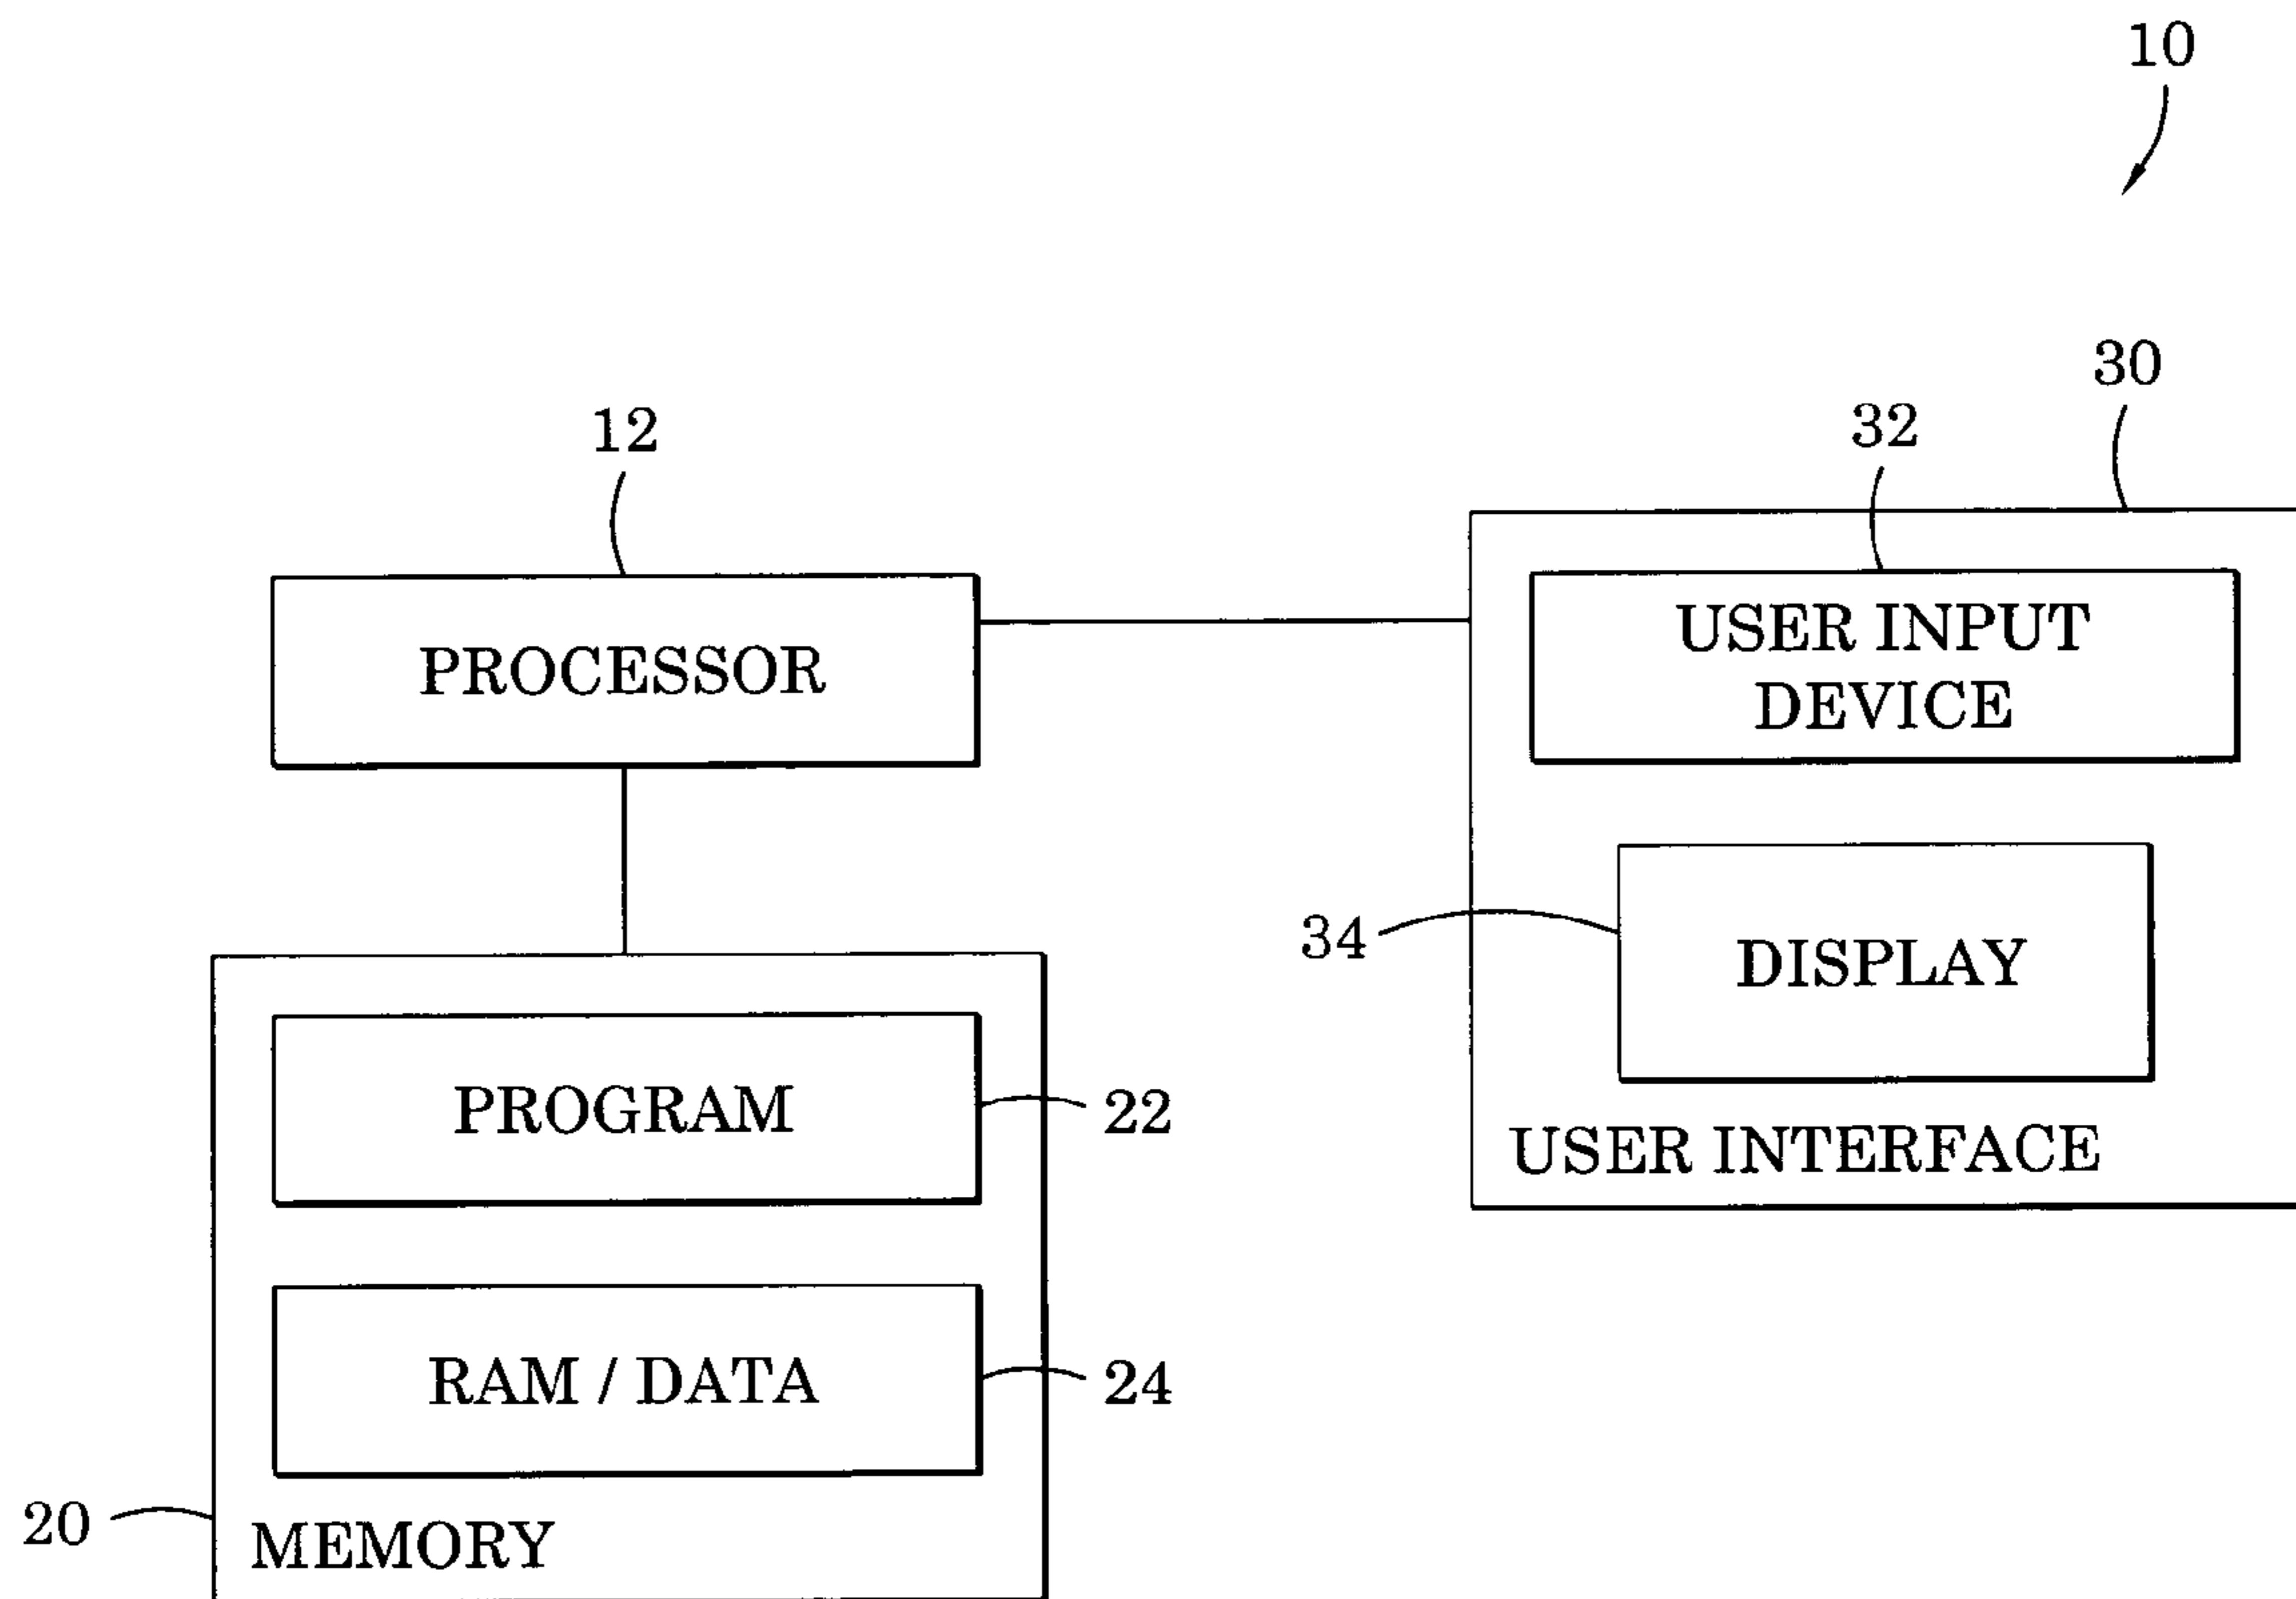 10
30
32
12
USER INPUT
DEVICE
PROCESSOR
34
DISPLAY
PROGRAM
22
USER INTERFACE
RAM / DATA
24
20
MEMORY